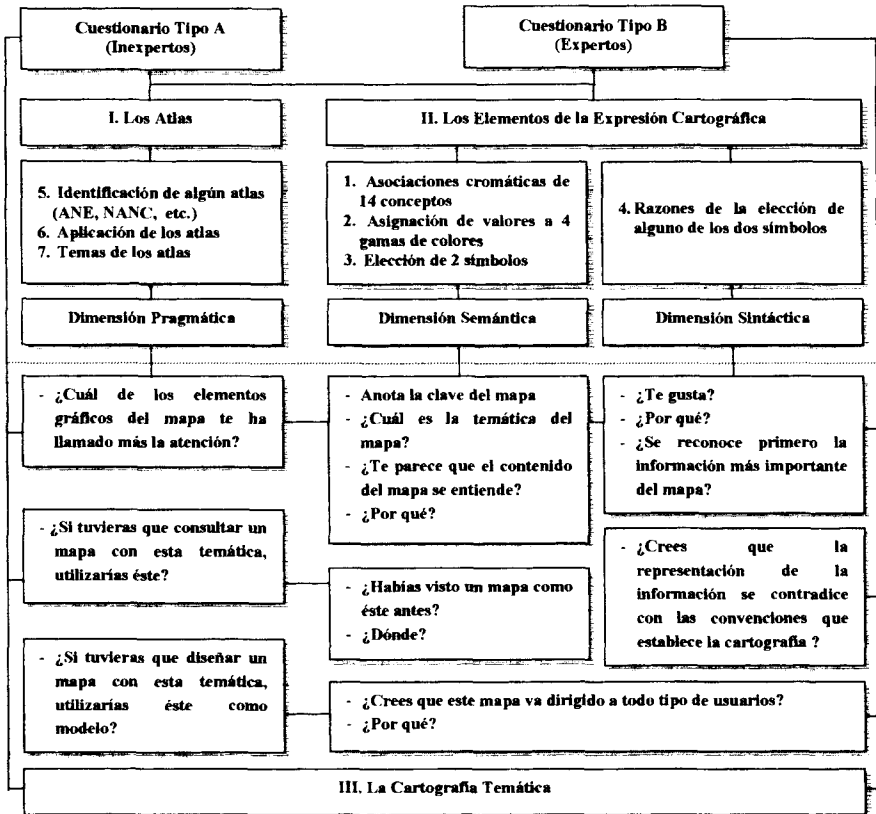 Cuestionario Tipo A
(Inexpertos)
Cuestionario Tipo B
(Expertos)
I. Los Atlas
II. Los Elementos de la Expresión Cartográfica
5. Identificación de algún atlas
(ANE, NANC, etc.)
6. Aplicación de los atlas
7. Temas de los atlas
1. Asociaciones cromáticas de
14 conceptos
2. Asignación de valores a 4
gamas de colores
3. Elección de 2 símbolos
4. Razones de la elección de
alguno de los dos símbolos
Dimensión Pragmática
Dimensión Semántica
Dimensión Sintáctica
- ¿Cuál de los elementos
gráficos del mapa te ha
llamado más la atención?
- Anota la clave del mapa
- ¿Cuál es la temática del
mapa?
- ¿Te parece que el contenido
del mapa se entiende?
- ¿Por qué?
- ¿Te gusta?
- ¿Por qué?
- ¿Se reconoce primero la
información más importante
del mapa?
- ¿Si tuvieras que consultar un
mapa con esta temática,
utilizarías éste?
- ¿Habías visto un mapa como
éste antes?
- ¿Dónde?
- ¿Crees que la
representación de la
información se contradice
con las convenciones que
establece la cartografía ?
- ¿Si tuvieras que diseñar un
mapa con esta temática,
utilizarías éste como
modelo?
- ¿Crees que este mapa va dirigido a todo tipo de usuarios?
- ¿Por qué?
III. La Cartografía Temática